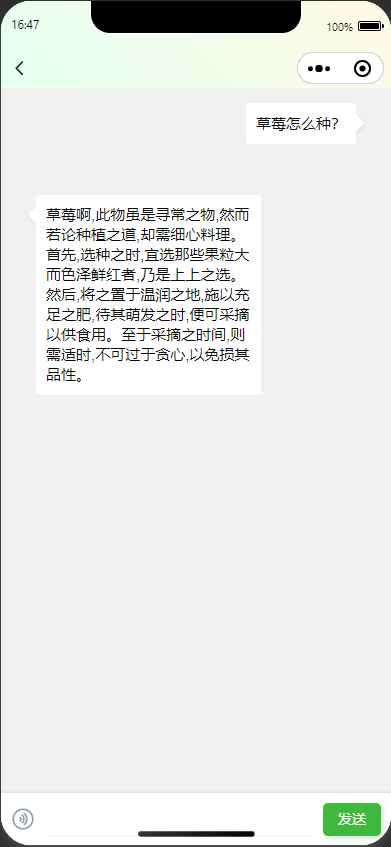 16:47
100%
草莓怎么种？
草莓啊,此物虽是寻常之物,然而
若论种植之道,却需细心料理。
首先,选种之时,宜选那些果粒大
而色泽鲜红者,乃是上上之选。
然后,将之置于温润之地,施以充
足之肥,待其萌发之时,便可采摘
以供食用。至于采摘之时间,则
需适时,不可过于贪心,以免损其
品性。
发送